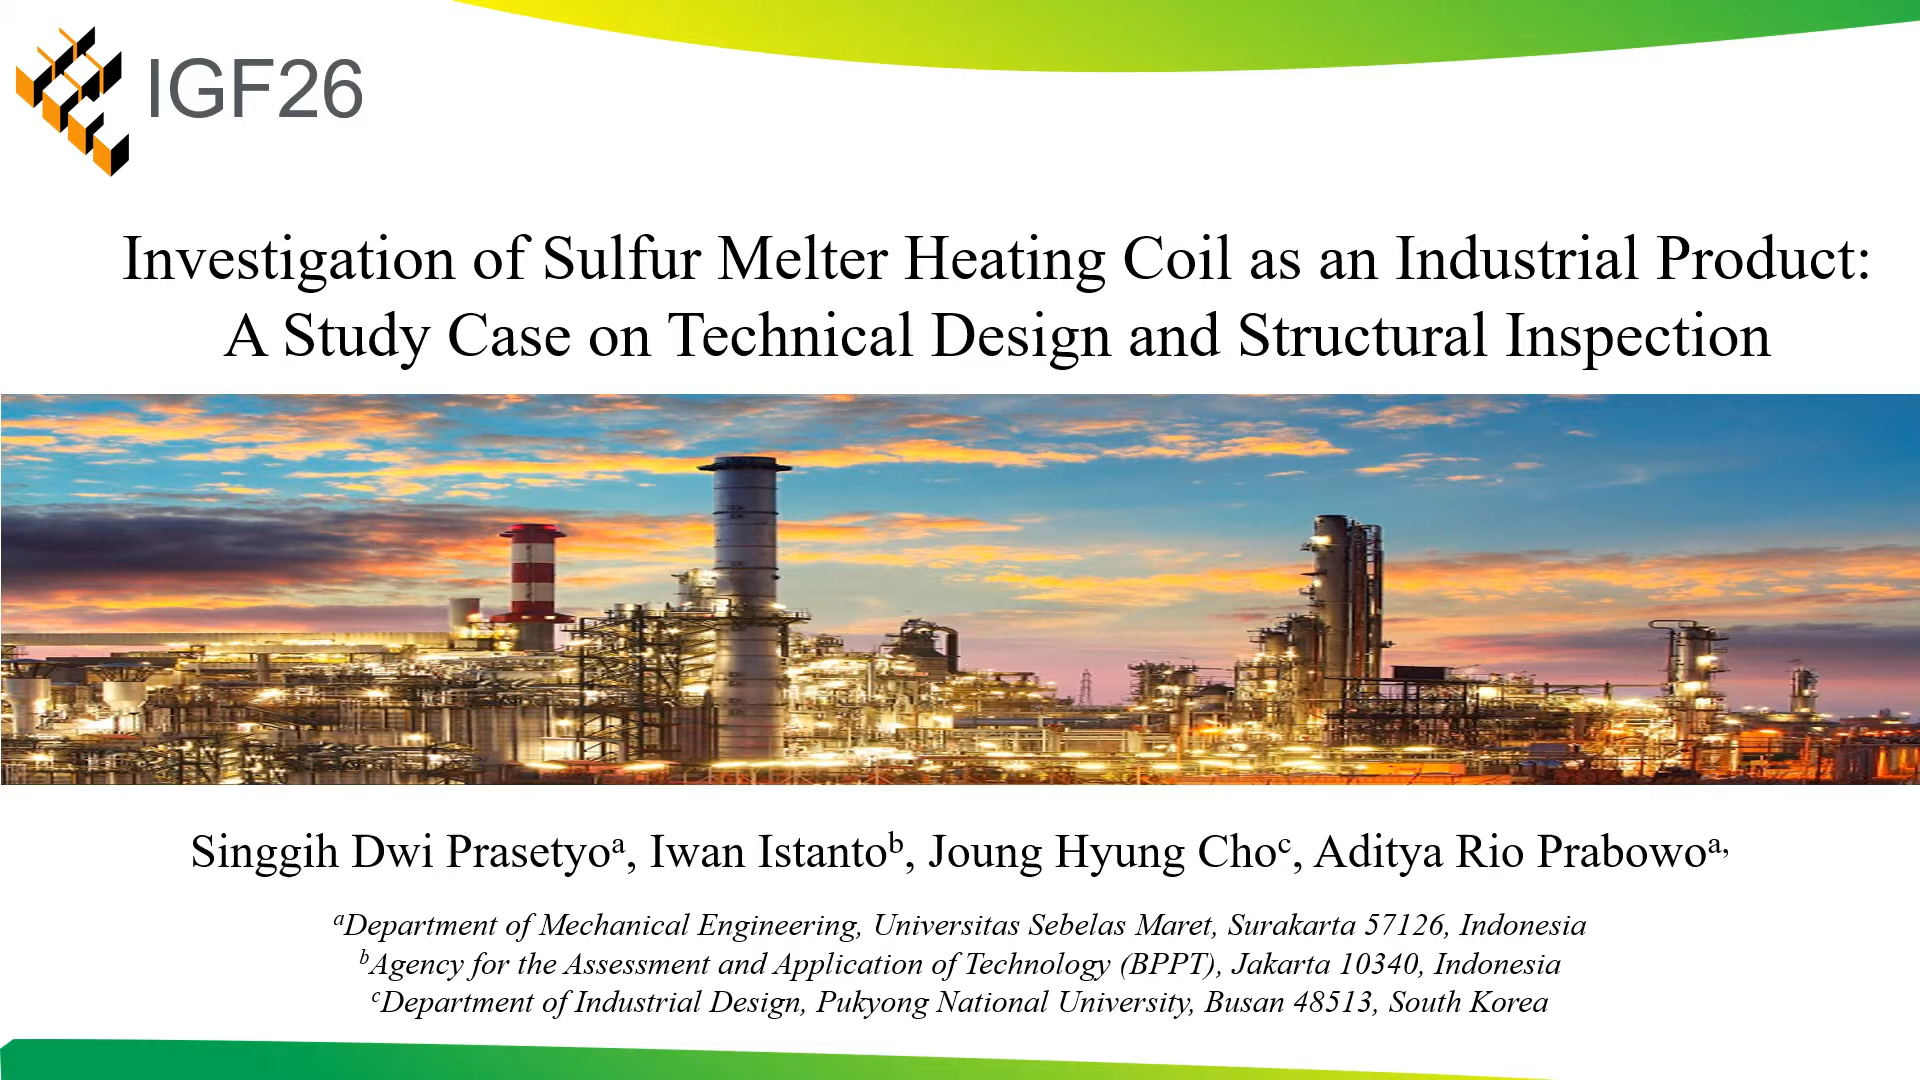 IGF26
Investigation of Sulfur Melter Heating Coil as an Industrial Product:
A Study Case on Technical Design and Structural Inspection
Singgih Dwi Prasetyoᵃ, Iwan Istantoᵇ, Joung Hyung Choᶜ, Aditya Rio Prabowoᵃ,
ᵃDepartment of Mechanical Engineering, Universitas Sebelas Maret, Surakarta 57126, Indonesia
ᵇAgency for the Assessment and Application of Technology (BPPT), Jakarta 10340, Indonesia
ᶜDepartment of Industrial Design, Pukyong National University, Busan 48513, South Korea